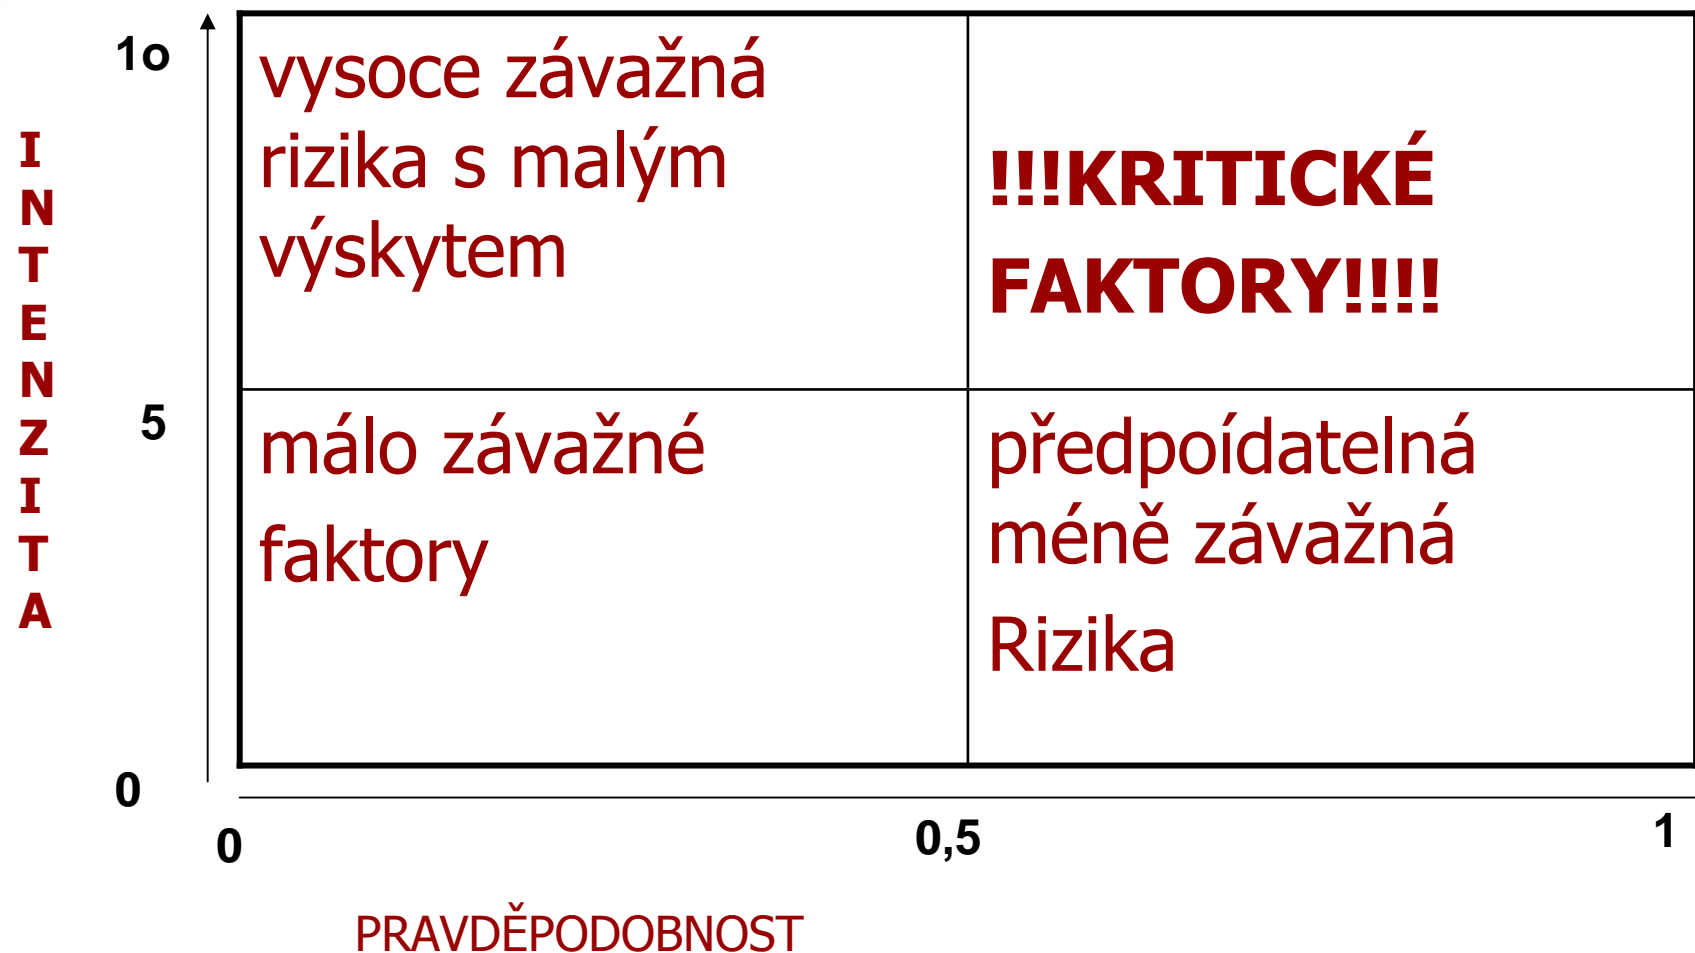 1o
vysoce závažná
rizika s malým
výskytem
!!!KRITICKÉ
FAKTORY!!!!
I
N
T
E
N
Z
I
T
A
5
málo závažné
faktory
předpoídatelná
méně závažná
Rizika
0
0
0,5
1
PRAVDĚPODOBNOST